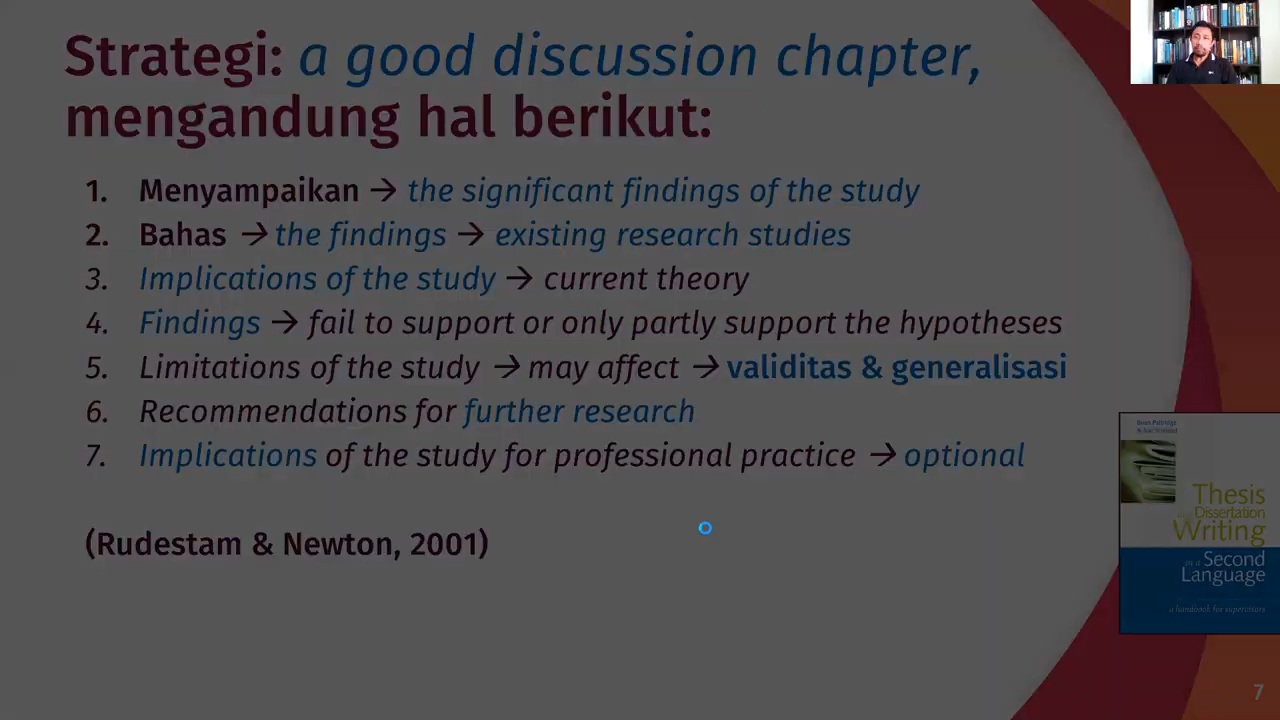 Strategi: a good discussion chapter,
mengandung hal berikut:
1. Menyampaikan → the significant findings of the study
2. Bahas → the findings → existing research studies
3. Implications of the study → current theory
4. Findings → fail to support or only partly support the hypotheses
5. Limitations of the study → may affect → validitas & generalisasi
6. Recommendations for further research
7. Implications of the study for professional practice → optional
(Rudestam & Newton, 2001)
Thesis
Dissertation
Writing
in a Second
Language
a handbook for supervisors
7